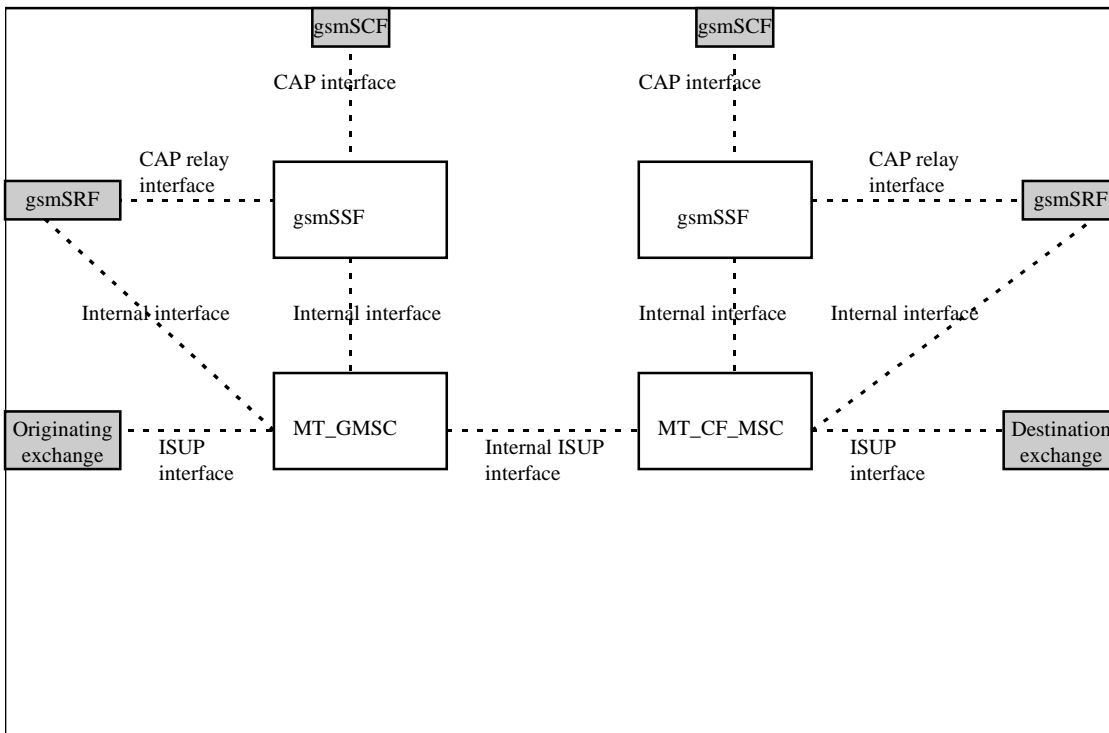 gsmSCF
gsmSCF
CAP interface
CAP interface
CAP relay
interface
CAP relay
interface
gsmSRF
gsmSSF
gsmSSF
gsmSRF
Internal interface
Internal interface
Internal interface
Internal interface
Originating
exchange
ISUP
interface
MT_GMSC
Internal ISUP
interface
MT_CF_MSC
ISUP
interface
Destination
exchange